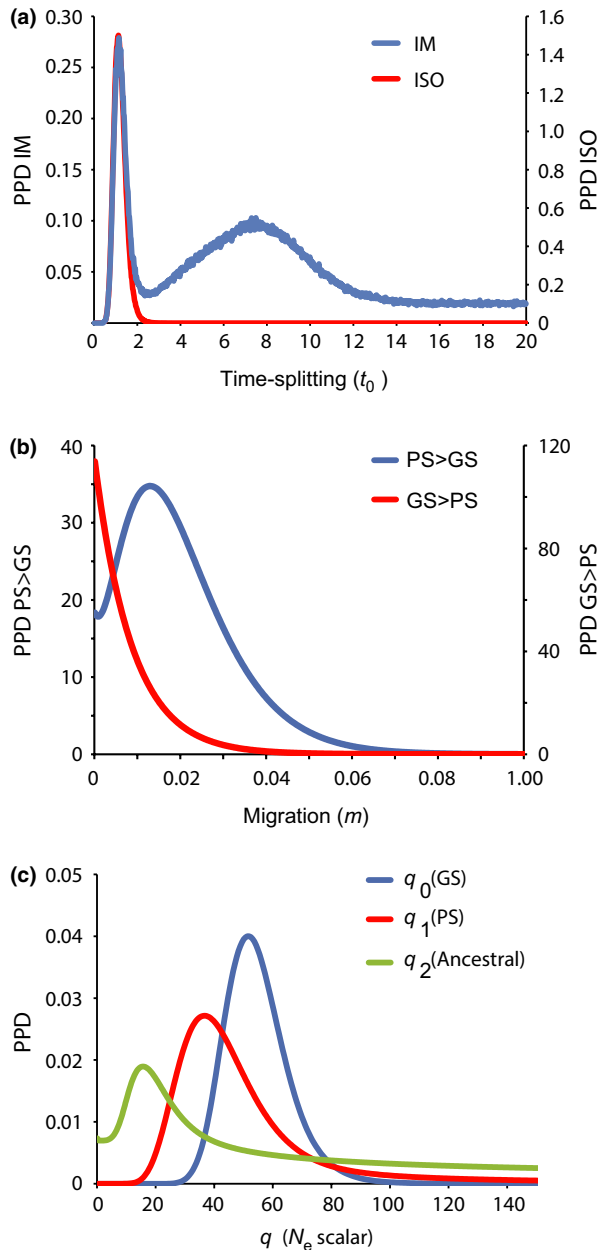 (a)
0.30
0.25
0.20
0.15
0.10
0.05
PPD IM
IM
ISO
1.6
1.4
1.2
1.0
0.8
0.6
0.4
0.2
0
PPD ISO
0 2 4 6 8 10 12 14 16 18 20
Time-splitting (t0 )
(b)
40
30
20
10
0
PPD PS>GS
PS>GS
GS>PS
120
80
40
0
PPD GS>PS
0 0.02 0.04 0.06 0.08 1.00
Migration (m)
(c)
0.05
0.04
0.03
0.02
0.01
0
PPD
q 0(GS)
q 1(PS)
q 2(Ancestral)
0 20 40 60 80 100 120 140
q (Ne scalar)